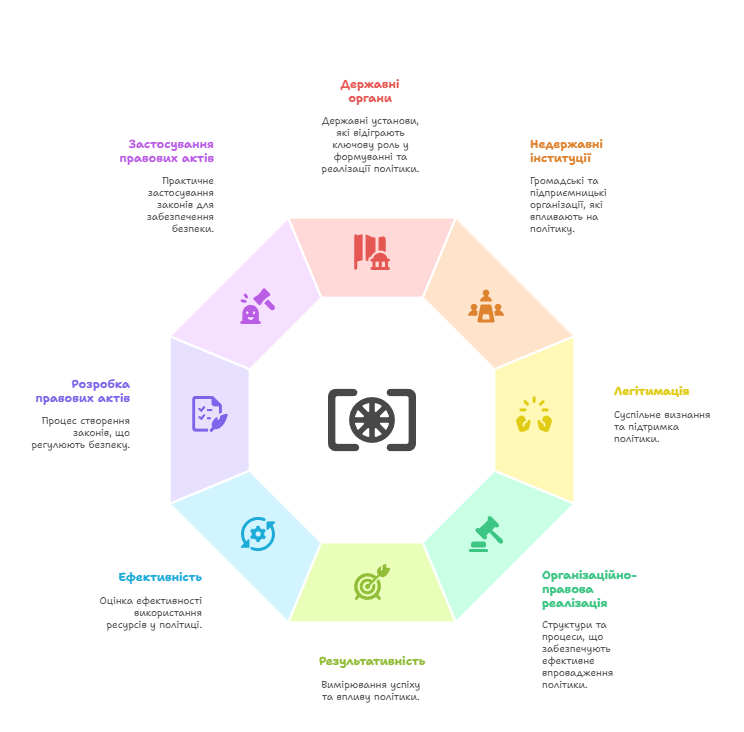 Державні
органи
Державні установи,
які відіграють
ключову роль у
формуванні та
реалізації політики.
Недержавні
інституції
Громадські та
підприємницькі
організації, які
впливають на
політику.
Легітимація
Суспільне визнання
та підтримка
політики.
Організаційно-
правова
реалізація
Структури та
процеси, що
забезпечують
ефективне
впровадження
політики.
Результативність
Вимірювання успіху
та впливу політики.
Ефективність
Оцінка ефективності
використання
ресурсів у політиці.
Розробка
правових актів
Процес створення
законів, що
регулюють безпеку.
Застосування
правових актів
Практичне
застосування
законів для
забезпечення
безпеки.